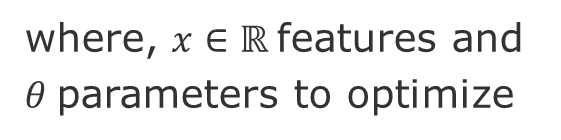 where, x ∈ ℝ features and
θ parameters to optimize